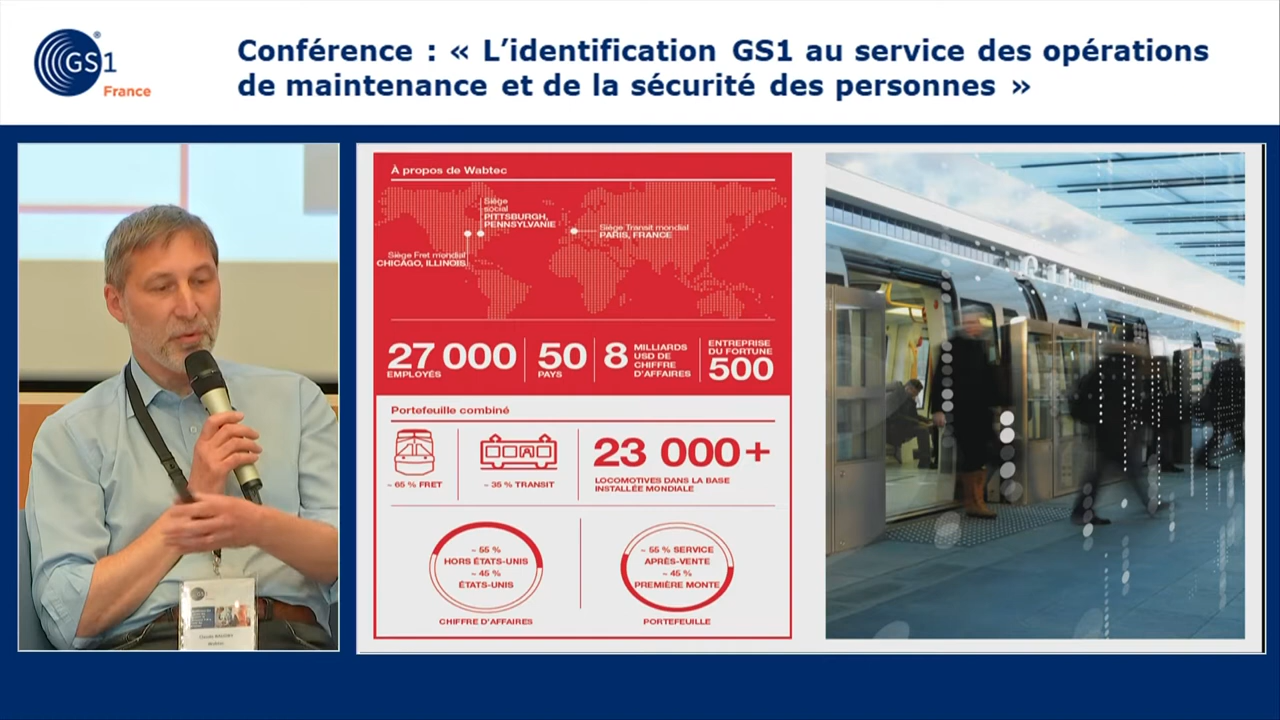 GS1
France
Conférence : « L’identification GS1 au service des opérations
de maintenance et de la sécurité des personnes »
À propos de Wabtec
Siège
social
PITTSBURGH,
PENNSYLVANIE
Siège Transit mondial
PARIS, FRANCE
Siège Fret mondial
CHICAGO, ILLINOIS
27 000
EMPLOYÉS
50
PAYS
8
MILLIARDS
USD DE
CHIFFRE
D’AFFAIRES
ENTREPRISE
DU FORTUNE
500
Portefeuille combiné
~ 65 % FRET
~ 35 % TRANSIT
23 000+
LOCOMOTIVES DANS LA BASE
INSTALLÉE MONDIALE
~ 55 %
HORS ÉTATS-UNIS
~ 45 %
ÉTATS-UNIS
CHIFFRE D’AFFAIRES
~ 55 % SERVICE
APRÈS-VENTE
~ 45 %
PREMIÈRE MONTE
PORTEFEUILLE